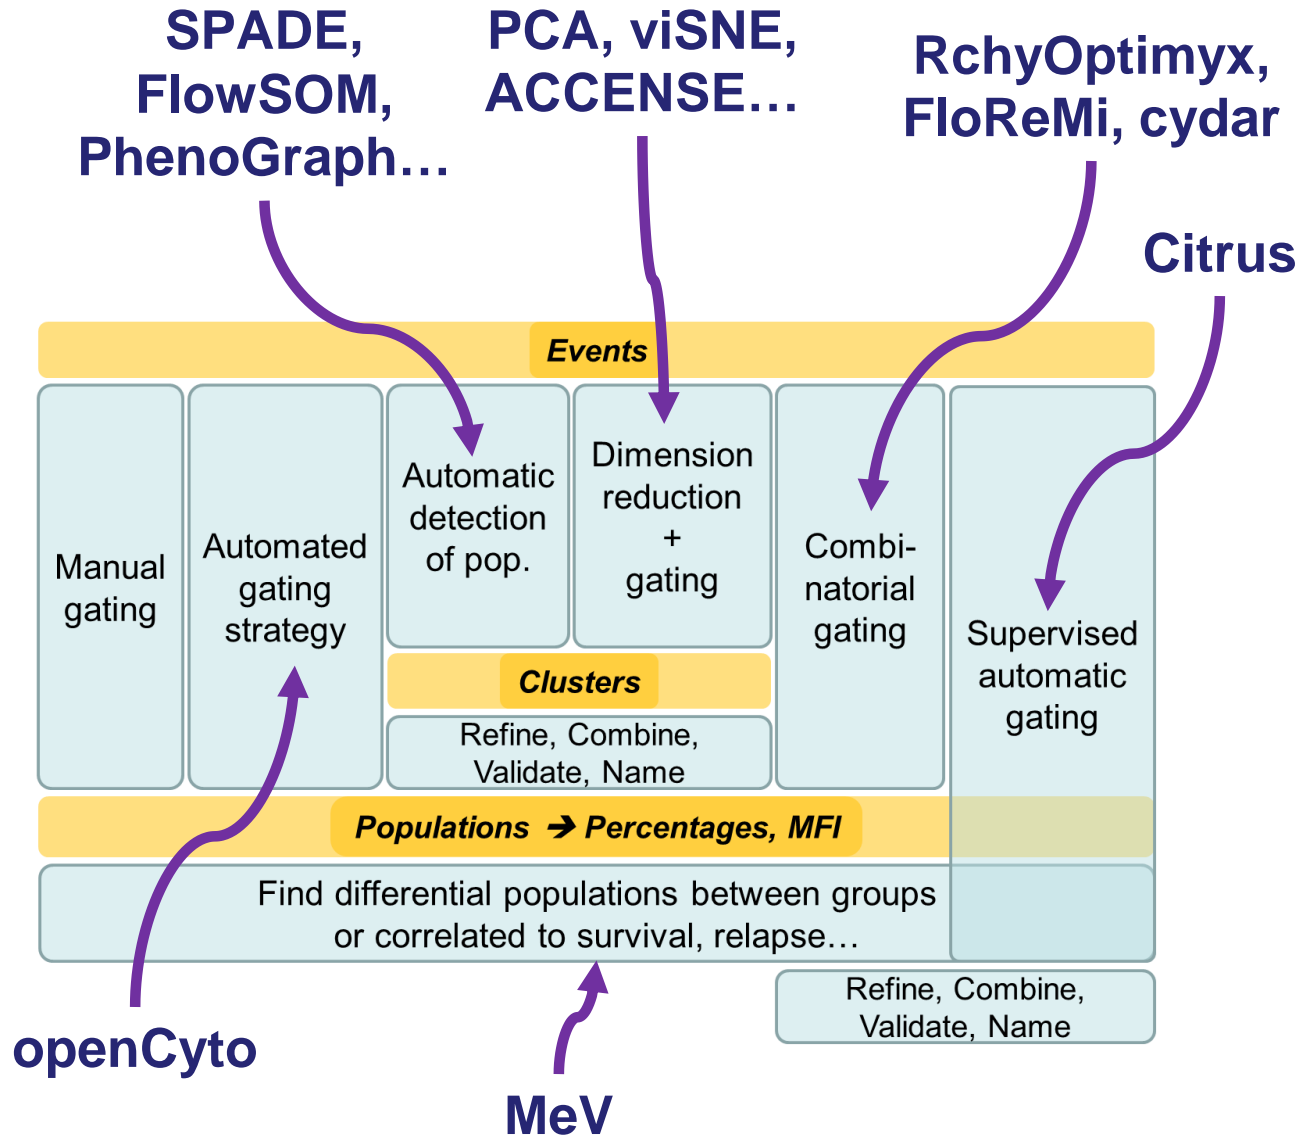 SPADE,
FlowSOM,
PhenoGraph…
PCA, viSNE,
ACCENSE…
RchyOptimyx,
FloReMi, cydar
Citrus
Events
Manual
gating
Automated
gating
strategy
Automatic
detection
of pop.
Dimension
reduction
+
gating
Combi-
natorial
gating
Supervised
automatic
gating
Clusters
Refine, Combine,
Validate, Name
Populations → Percentages, MFI
Find differential populations between groups
or correlated to survival, relapse…
Refine, Combine,
Validate, Name
openCyto
MeV